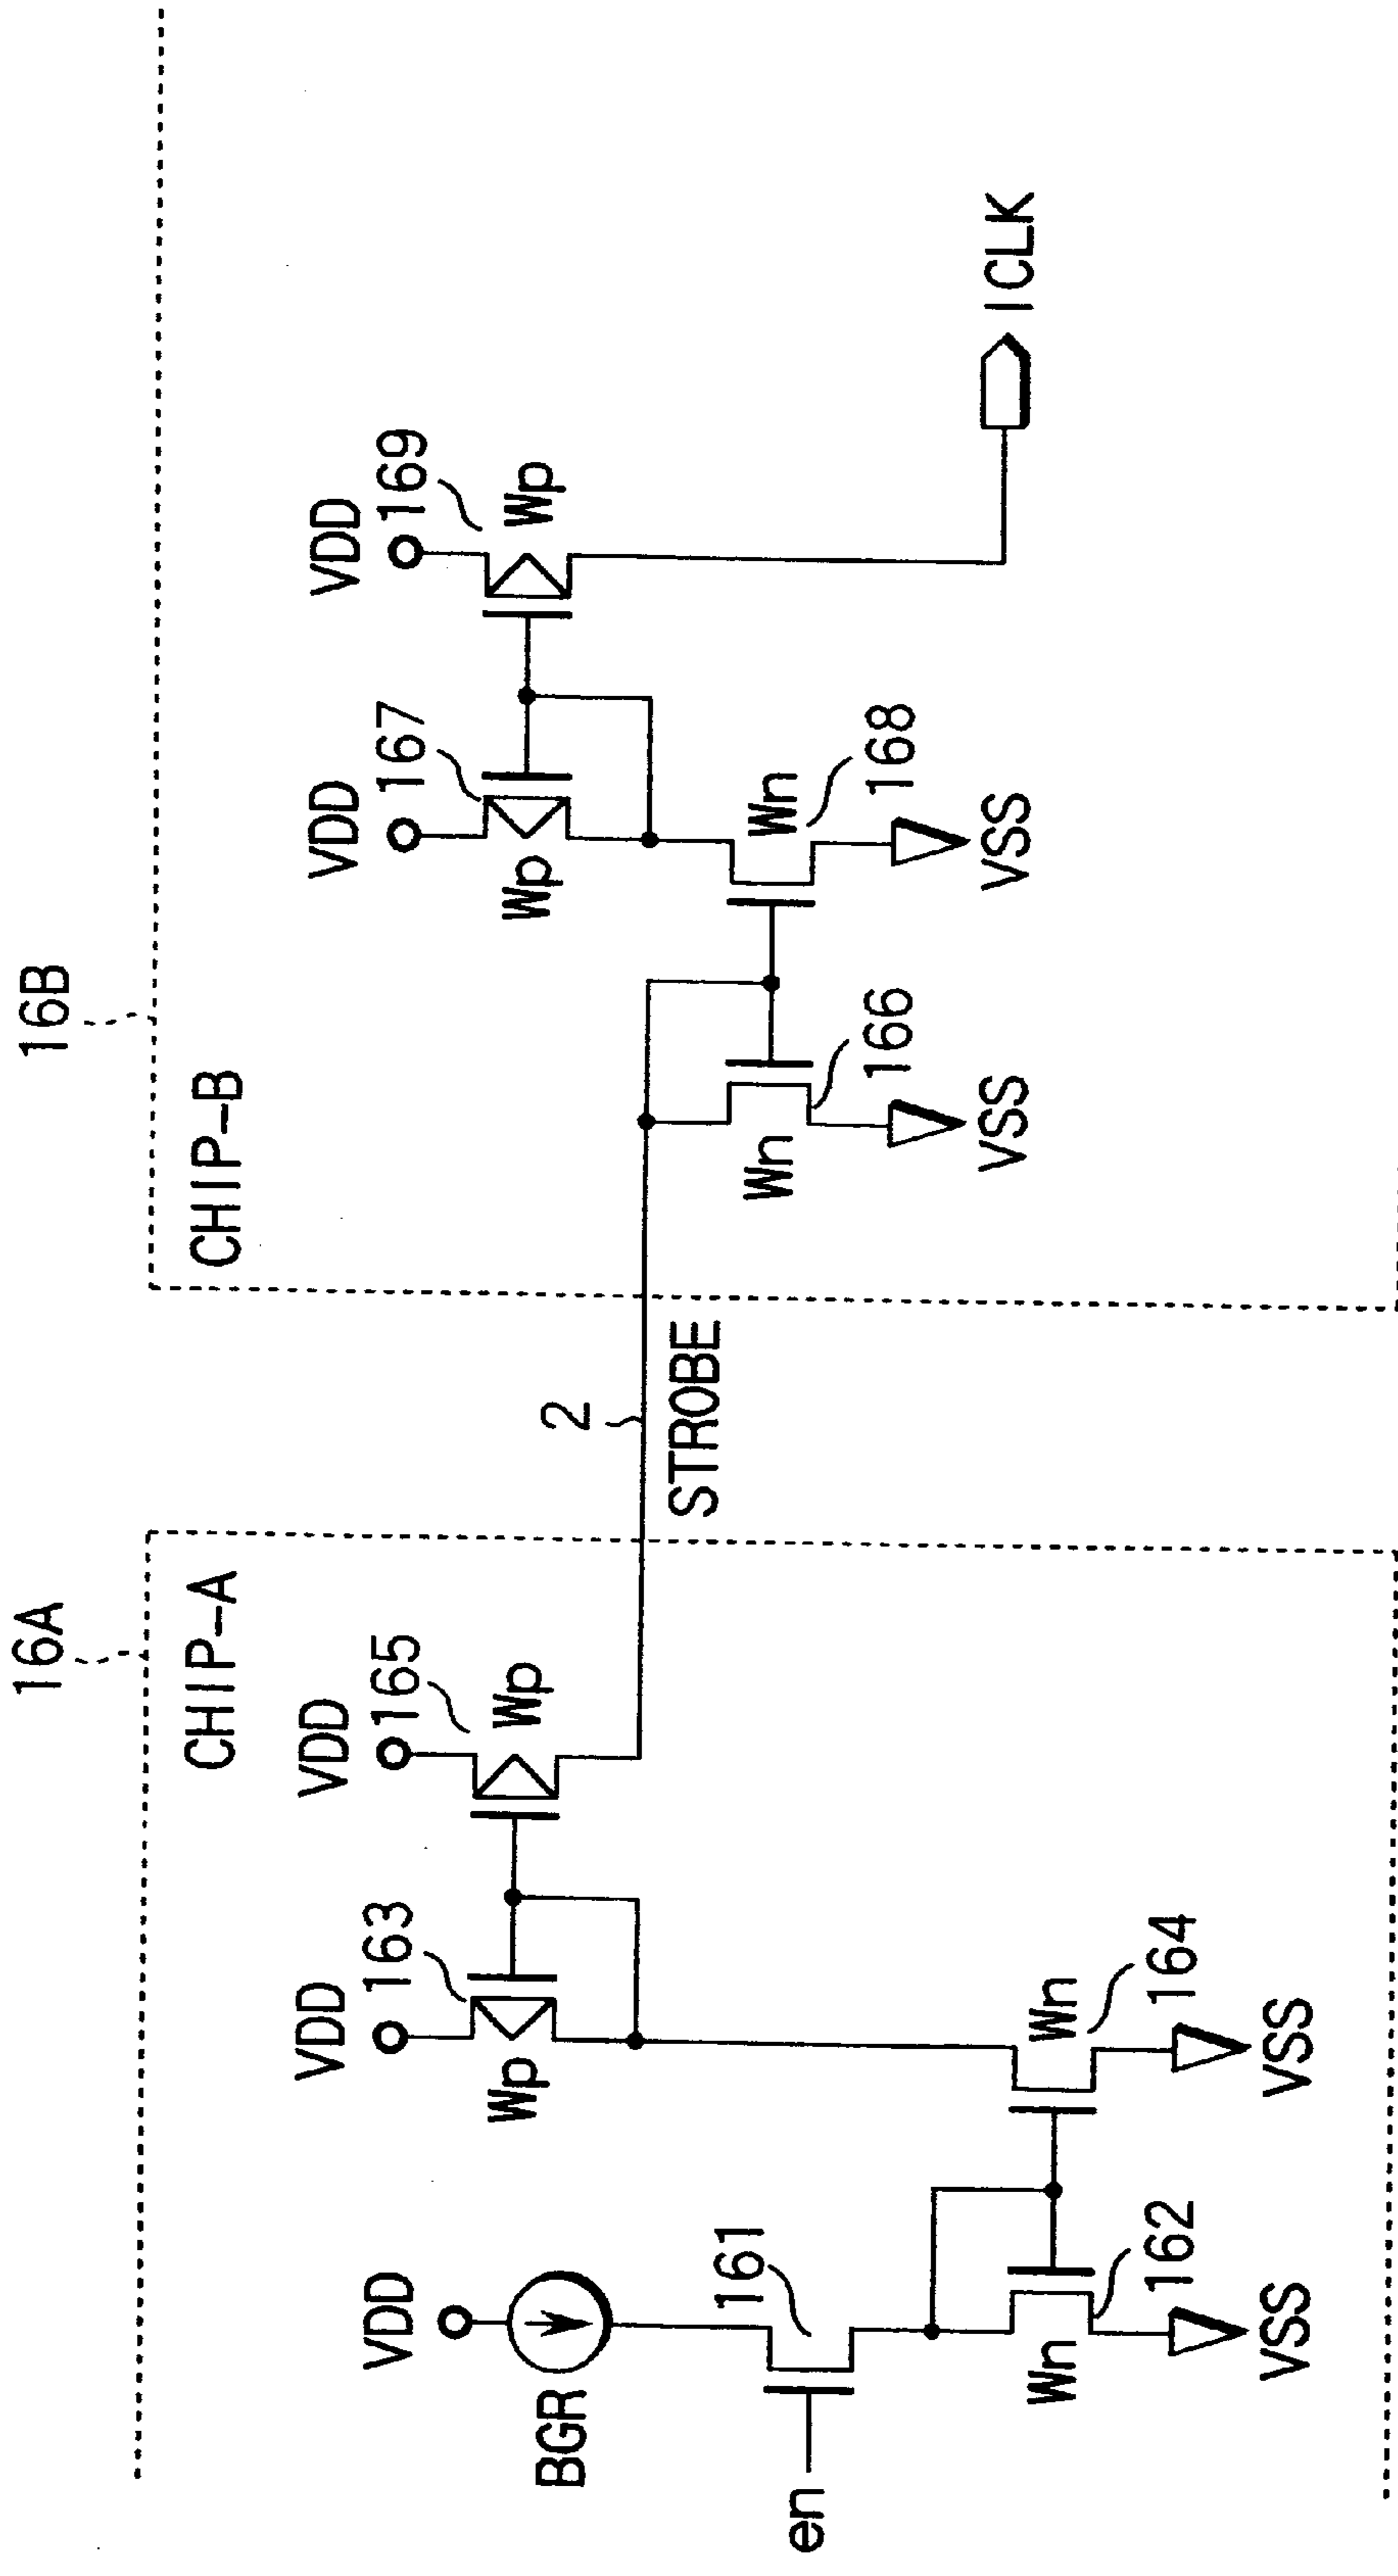 16A
16B
CHIP-A
CHIP-B
VDD
BGR
en
161
Wn
162
VSS
VDD
163
Wp
Wn
164
VSS
VDD
165
Wp
2
STROBE
Wn
166
VSS
VDD
167
Wp
Wn
168
VSS
VDD
169
Wp
ICLK